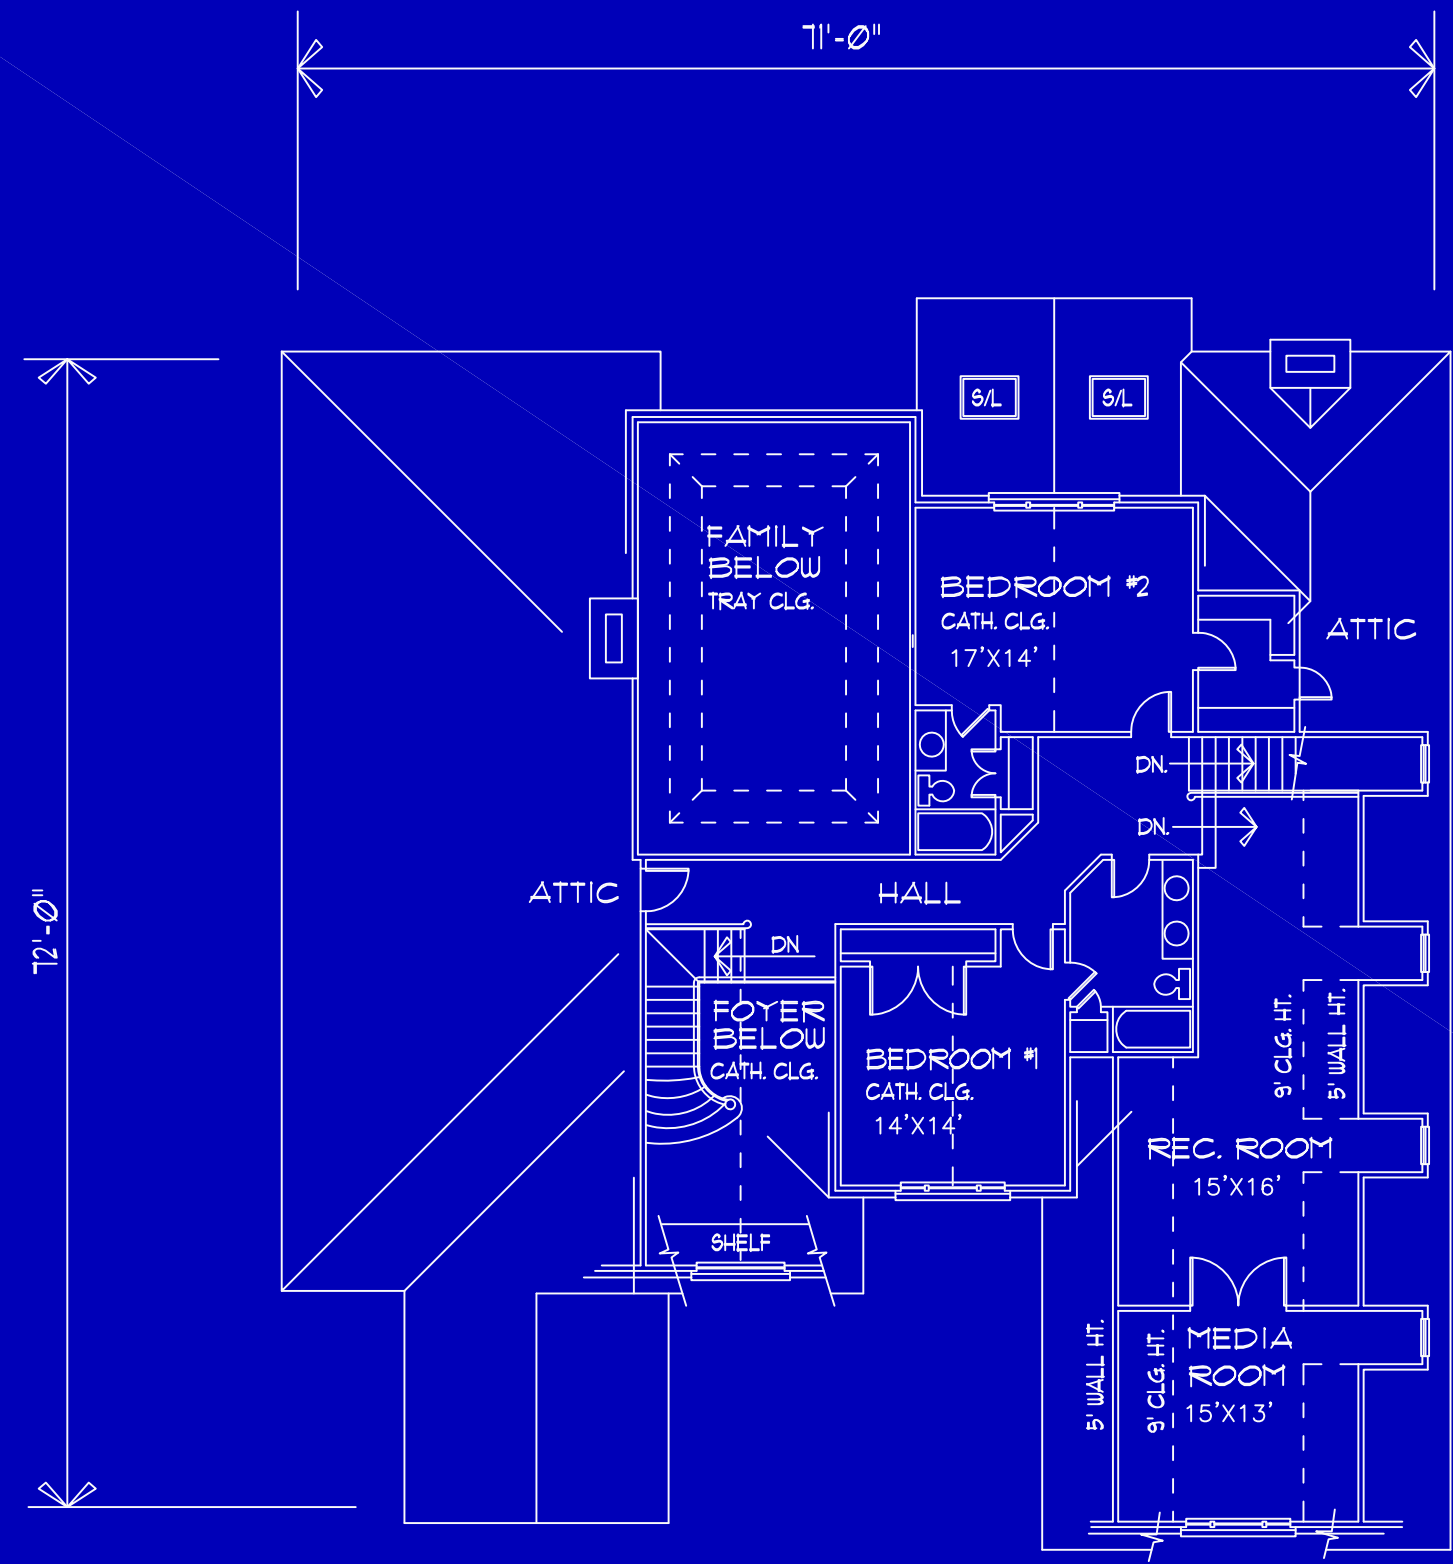 71'-0"
S/L
S/L
FAMILY
BELOW
TRAY CLG.
BEDROOM #2
CATH. CLG.
17'X14'
ATTIC
DN.
DN.
ATTIC
HALL
72'-0"
DN
FOYER
BELOW
CATH. CLG.
BEDROOM #1
CATH. CLG.
14'X14'
9' CLG. HT.
5' WALL HT.
REC. ROOM
15'X16'
SHELF
5' WALL HT.
9' CLG. HT.
MEDIA
ROOM
15'X13'